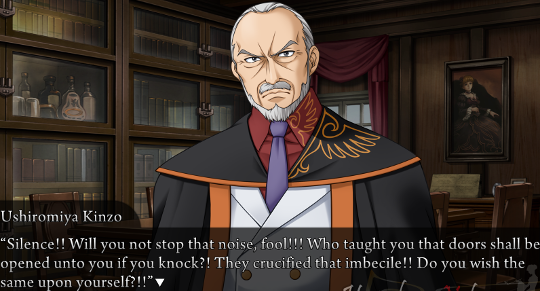 Ushiromiya Kinzo
“Silence!! Will you not stop that noise, fool!!! Who taught you that doors shall be
opened unto you if you knock?! They crucified that imbecile!! Do you wish the
same upon yourself?!!”▼